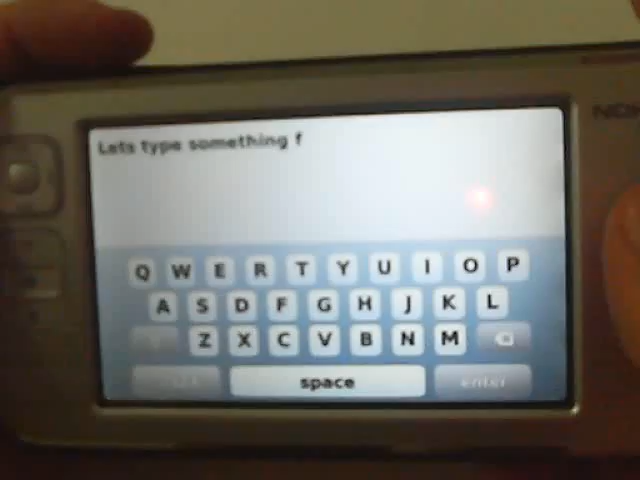 Lets type something f
Q W E R T Y U I O P
A S D F G H J K L
Z X C V B N M
space enter